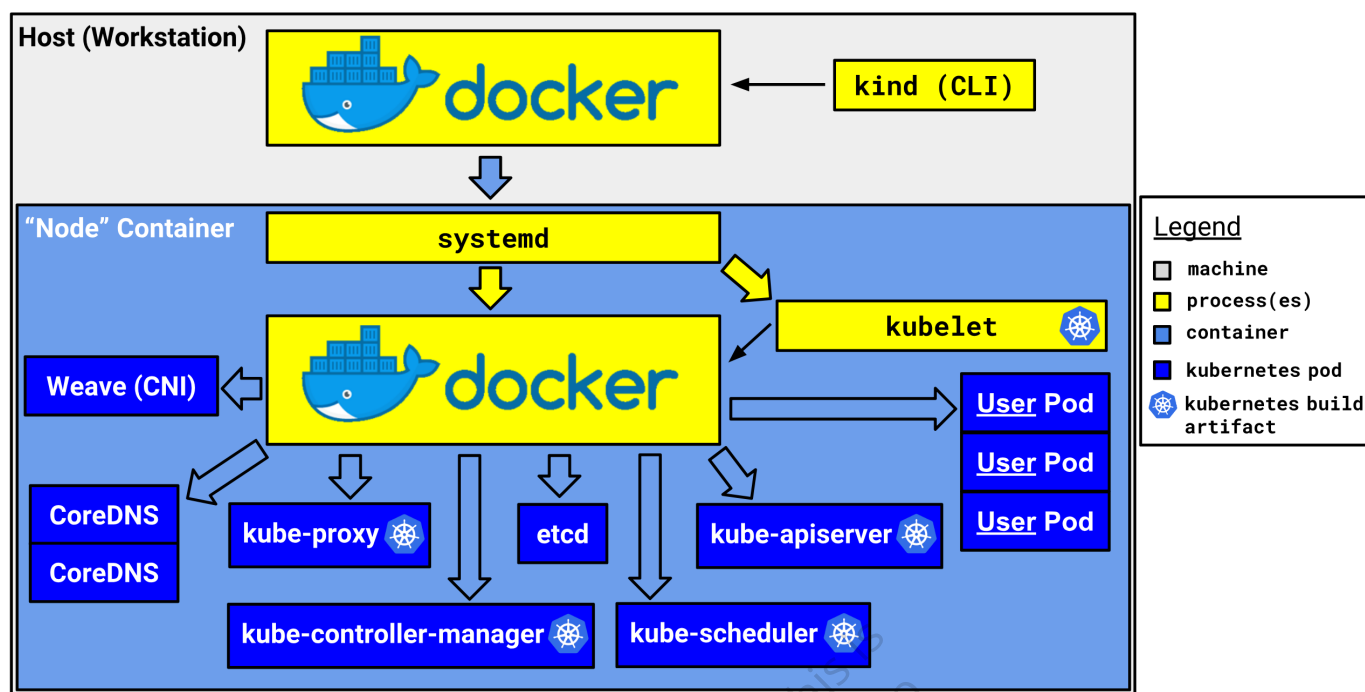 Host (Workstation)
docker
kind (CLI)
“Node” Container
systemd
docker
kubelet
Weave (CNI)
User Pod
User Pod
User Pod
CoreDNS
CoreDNS
kube-proxy
etcd
kube-apiserver
kube-controller-manager
kube-scheduler
Legend
machine
process(es)
container
kubernetes pod
kubernetes build
artifact